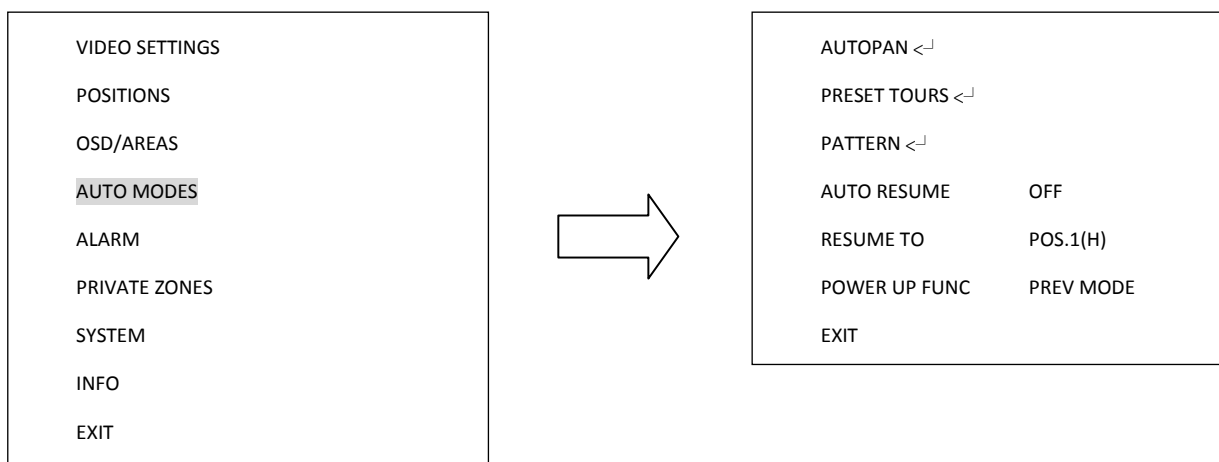 VIDEO SETTINGS
POSITIONS
OSD/AREAS
AUTO MODES
ALARM
PRIVATE ZONES
SYSTEM
INFO
EXIT
AUTOPAN <┘
PRESET TOURS <┘
PATTERN <┘
AUTO RESUME OFF
RESUME TO POS.1(H)
POWER UP FUNC PREV MODE
EXIT